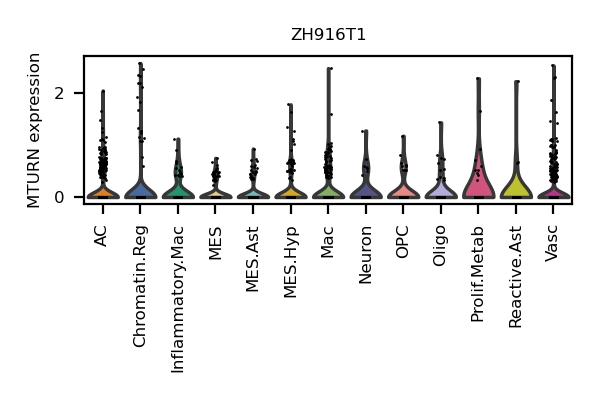 ZH916T1
MTURN expression
2
0
AC
Chromatin.Reg
Inflammatory.Mac
MES
MES.Ast
MES.Hyp
Mac
Neuron
OPC
Oligo
Prolif.Metab
Reactive.Ast
Vasc